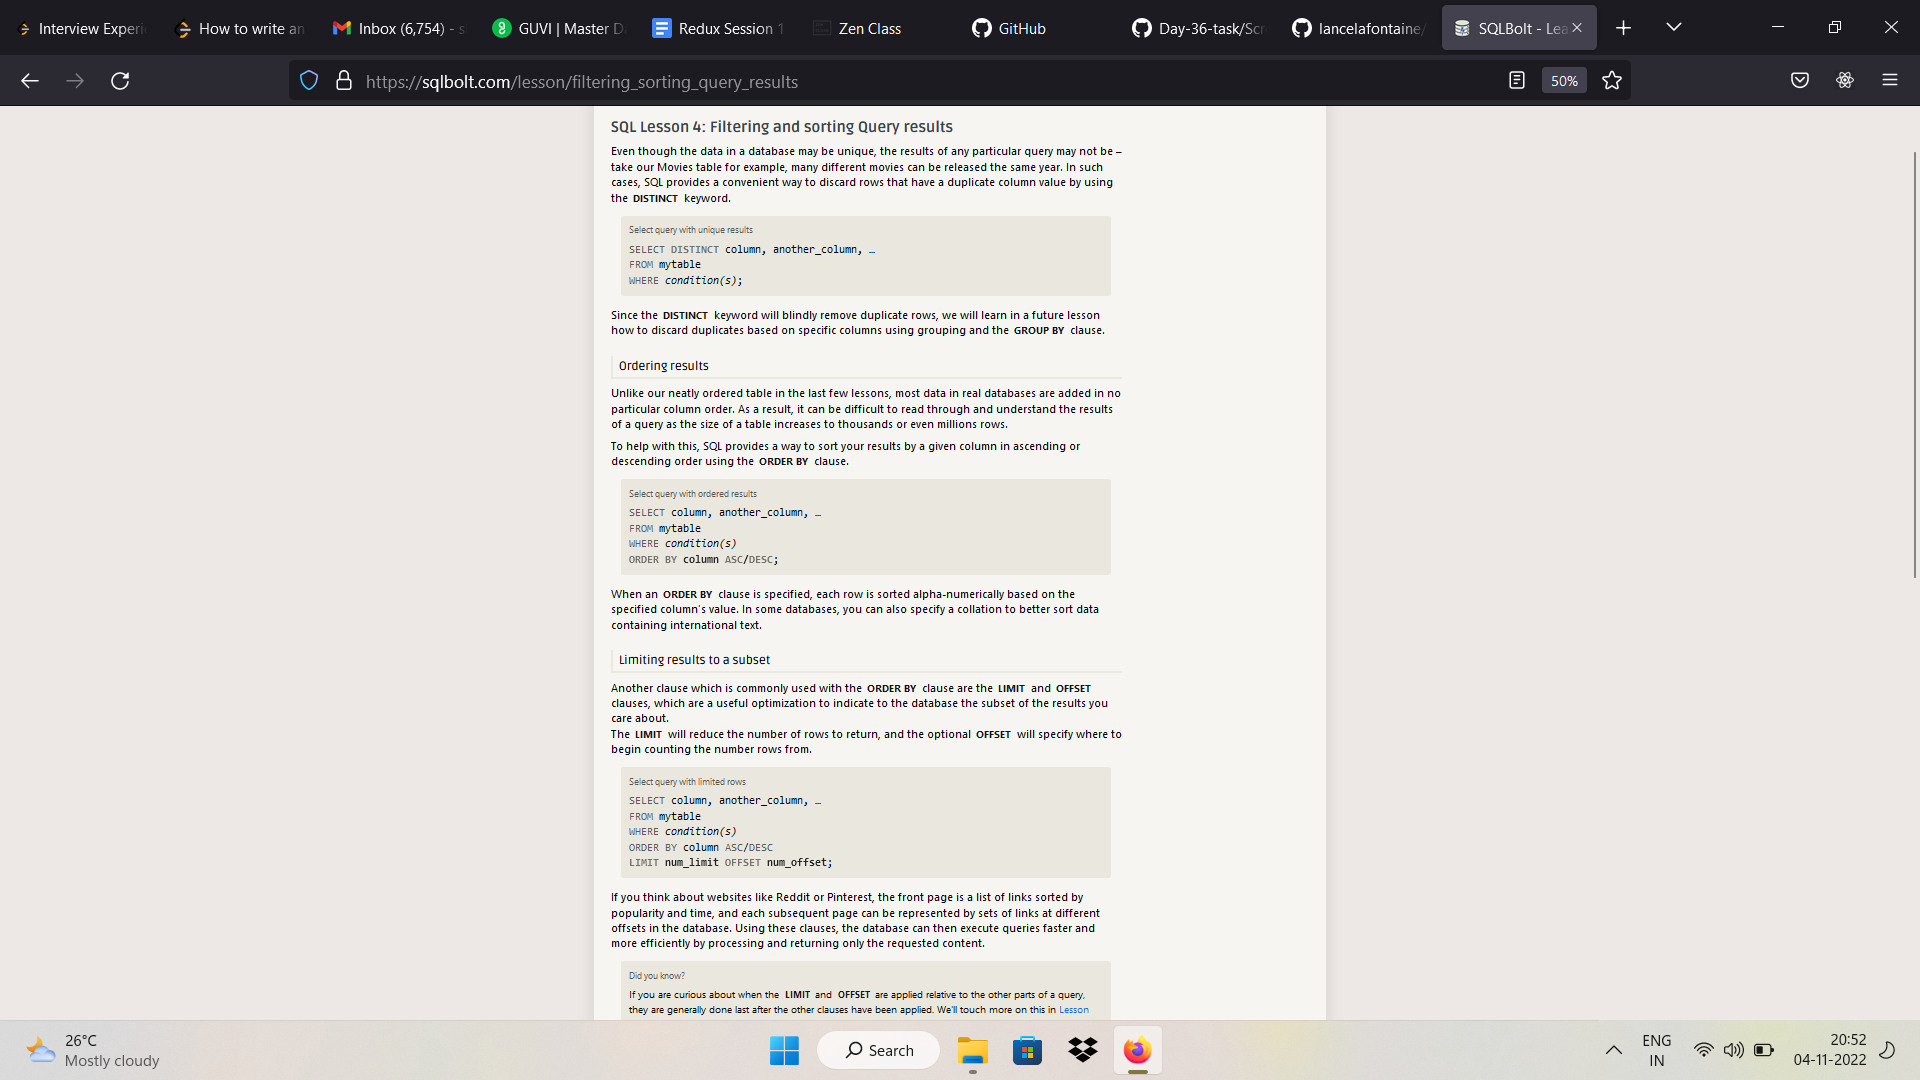 Interview Experi
How to write an
Inbox (6,754) - s
GUVI | Master D
Redux Session 1
Zen Class
GitHub
Day-36-task/Scr
lancelafontaine/
SQLBolt - Lea
https://sqlbolt.com/lesson/filtering_sorting_query_results
50%
SQL Lesson 4: Filtering and sorting Query results
Even though the data in a database may be unique, the results of any particular query may not be –
take our Movies table for example, many different movies can be released the same year. In such
cases, SQL provides a convenient way to discard rows that have a duplicate column value by using
the DISTINCT keyword.
Select query with unique results
SELECT DISTINCT column, another_column, …
FROM mytable
WHERE condition(s);
Since the DISTINCT keyword will blindly remove duplicate rows, we will learn in a future lesson
how to discard duplicates based on specific columns using grouping and the GROUP BY clause.
Ordering results
Unlike our neatly ordered table in the last few lessons, most data in real databases are added in no
particular column order. As a result, it can be difficult to read through and understand the results
of a query as the size of a table increases to thousands or even millions rows.
To help with this, SQL provides a way to sort your results by a given column in ascending or
descending order using the ORDER BY clause.
Select query with ordered results
SELECT column, another_column, …
FROM mytable
WHERE condition(s)
ORDER BY column ASC/DESC;
When an ORDER BY clause is specified, each row is sorted alpha-numerically based on the
specified column's value. In some databases, you can also specify a collation to better sort data
containing international text.
Limiting results to a subset
Another clause which is commonly used with the ORDER BY clause are the LIMIT and OFFSET
clauses, which are a useful optimization to indicate to the database the subset of the results you
care about.
The LIMIT will reduce the number of rows to return, and the optional OFFSET will specify where to
begin counting the number rows from.
Select query with limited rows
SELECT column, another_column, …
FROM mytable
WHERE condition(s)
ORDER BY column ASC/DESC
LIMIT num_limit OFFSET num_offset;
If you think about websites like Reddit or Pinterest, the front page is a list of links sorted by
popularity and time, and each subsequent page can be represented by sets of links at different
offsets in the database. Using these clauses, the database can then execute queries faster and
more efficiently by processing and returning only the requested content.
Did you know?
If you are curious about when the LIMIT and OFFSET are applied relative to the other parts of a query,
they are generally done last after the other clauses have been applied. We'll touch more on this in Lesson
26°C
Mostly cloudy
Search
ENG
IN
20:52
04-11-2022